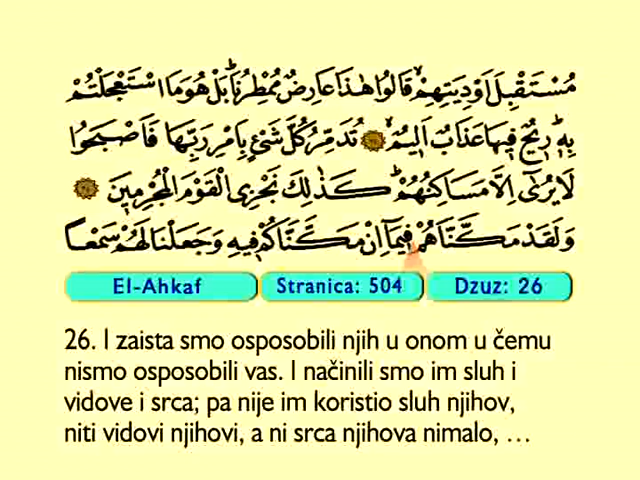 مُسْتَقْبِلَ اَوْدِيَتِهِمْ قَالُوا هٰذَا عَارِضٌ مُمْطِرُنَا بَلْ هُوَ مَا اسْتَعْجَلْتُمْ
بِهٖ رٖيحٌ فٖيهَا عَذَابٌ اَلٖيمٌ ﴿٢٤﴾ تُدَمِّرُ كُلَّ شَيْءٍ بِاَمْرِ رَبِّهَا فَاَصْبَحُوا
لَا يُرٰى اِلَّا مَسَاكِنُهُمْ كَذٰلِكَ نَجْزِى الْقَوْمَ الْمُجْرِمٖينَ ﴿٢٥﴾
وَلَقَدْ مَكَّنَّاهُمْ فٖيمَا اِنْ مَكَّنَّاكُمْ فٖيهِ وَجَعَلْنَا لَهُمْ سَمْعًا
El-Ahkaf Stranica: 504 Dzuz: 26
26. I zaista smo osposobili njih u onom u čemu
nismo osposobili vas. I načinili smo im sluh i
vidove i srca; pa nije im koristio sluh njihov,
niti vidovi njihovi, a ni srca njihova nimalo, …